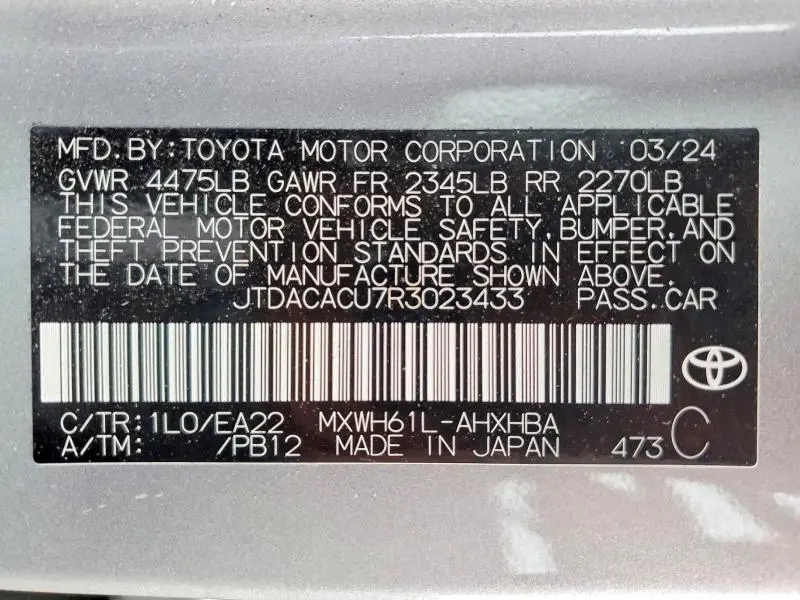 MFD.BY:TOYOTA MOTOR CORPORATION 03/24
GVWR 4475LB GAWR FR 2345LB RR 2270LB
THIS VEHICLE CONFORMS TO ALL APPLICABLE
FEDERAL MOTOR VEHICLE SAFETY,BUMPER,AND
THEFT PREVENTION STANDARDS IN EFFECT ON
THE DATE OF MANUFACTURE SHOWN ABOVE.
JTDACACU7R3023433 PASS.CAR
C/TR:1L0/EA22 MXWH61L-AHXHBA
A/TM: /PB12 MADE IN JAPAN 473 C